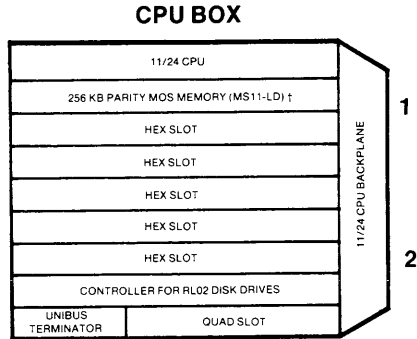 CPU BOX
11/24 CPU
256 KB PARITY MOS MEMORY (MS11-LD) †
HEX SLOT
HEX SLOT
HEX SLOT
HEX SLOT
HEX SLOT
CONTROLLER FOR RL02 DISK DRIVES
UNIBUS
TERMINATOR
QUAD SLOT
11/24 CPU BACKPLANE
1
2